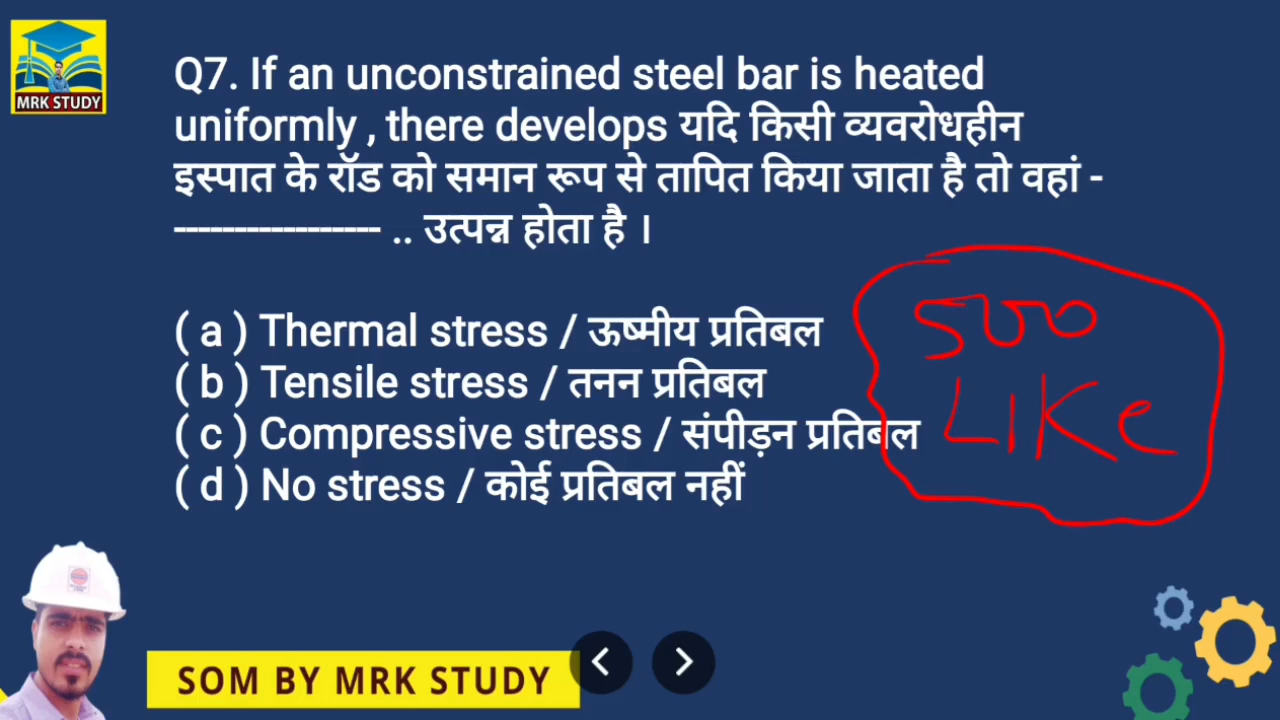 MRK STUDY
Q7. If an unconstrained steel bar is heated
uniformly , there develops यदि किसी व्यवरोधहीन
इस्पात के रॉड को समान रूप से तापित किया जाता है तो वहां -
----------------- .. उत्पन्न होता है ।
( a ) Thermal stress / ऊष्मीय प्रतिबल
( b ) Tensile stress / तनन प्रतिबल
( c ) Compressive stress / संपीड़न प्रतिबल
( d ) No stress / कोई प्रतिबल नहीं
500
LIKe
SOM BY MRK STUDY